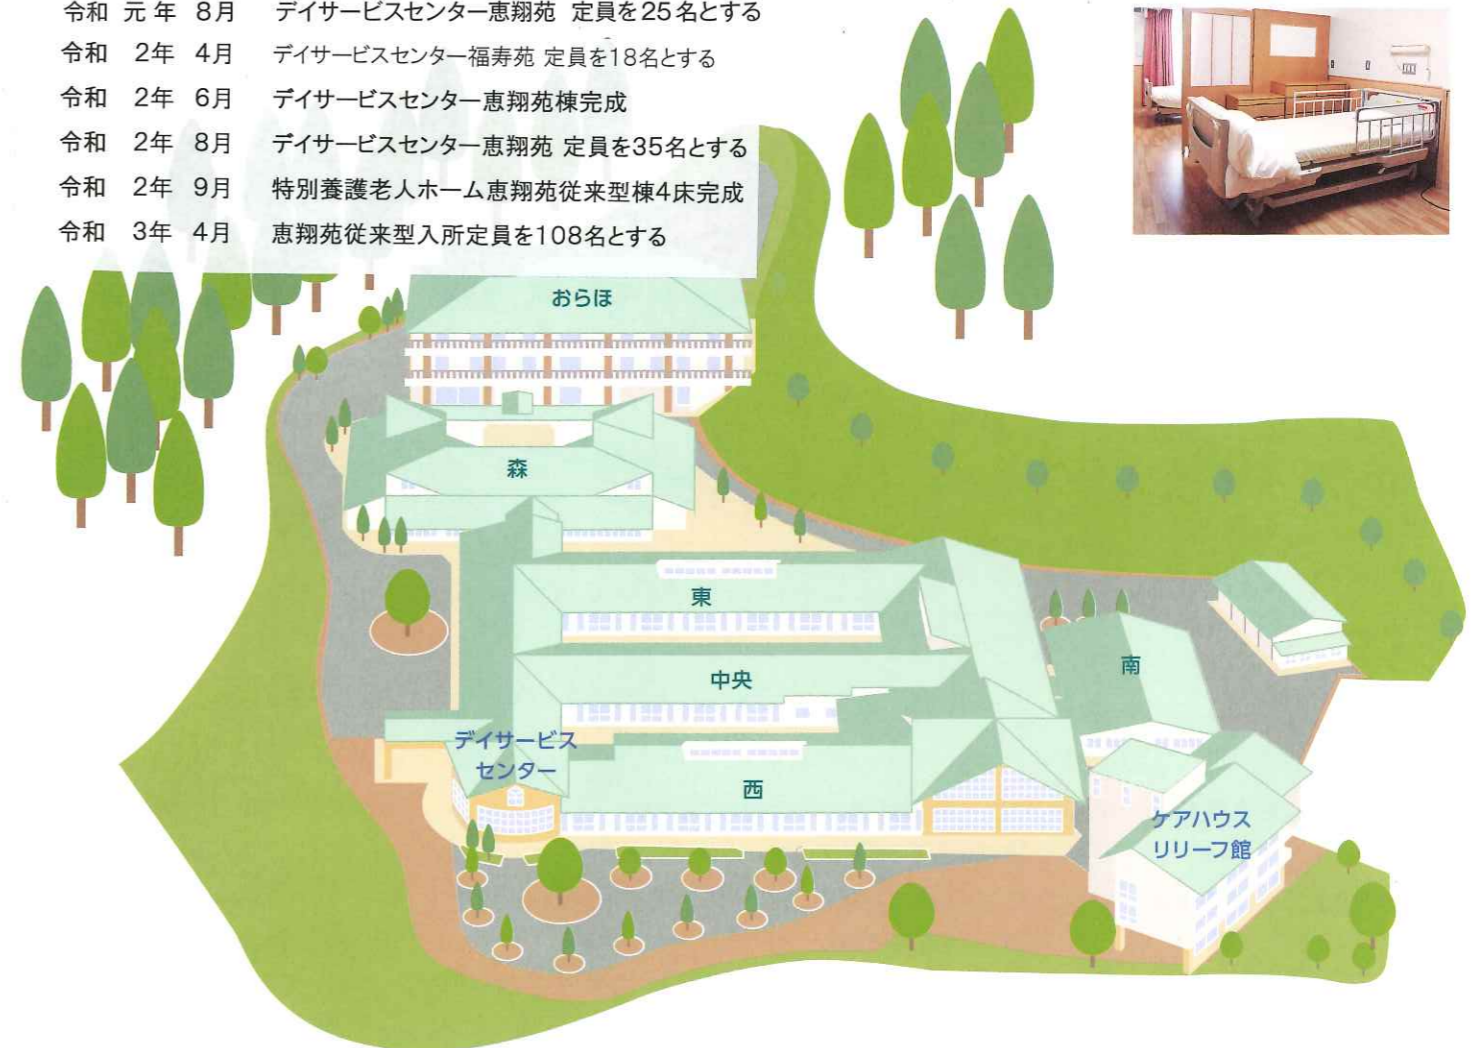 令和 元年 8月 デイサービスセンター恵翔苑 定員を25名とする
令和 2年 4月 デイサービスセンター福寿苑 定員を18名とする
令和 2年 6月 デイサービスセンター恵翔苑棟完成
令和 2年 8月 デイサービスセンター恵翔苑 定員を35名とする
令和 2年 9月 特別養護老人ホーム恵翔苑従来型棟4床完成
令和 3年 4月 恵翔苑従来型入所定員を108名とする
おらほ
森
東
中央
南
デイサービス
センター
西
ケアハウス
リリーフ館